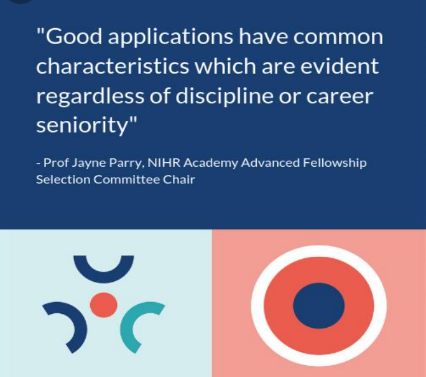 "Good applications have common
characteristics which are evident
regardless of discipline or career
seniority"
- Prof Jayne Parry, NIHR Academy Advanced Fellowship
Selection Committee Chair